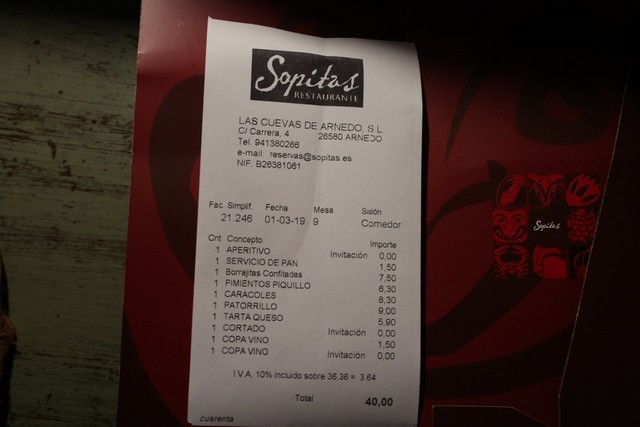 Sopitas
RESTAURANTE
LAS CUEVAS DE ARNEDO, S.L.
C/ Carrera, 4 26580 ARNEDO
Tel. 941380266
e-mail: reservas@sopitas.es
NIF: B26381061
Fac. Simplif. Fecha Mesa Salón
21.246 01-03-19 9 Comedor
Cnt Concepto Importe
1 APERITIVO Invitación 0,00
1 SERVICIO DE PAN 1,50
1 Borrajitas Confitadas 7,50
1 PIMIENTOS PIQUILLO 6,30
1 CARACOLES 8,30
1 PATORRILLO 9,00
1 TARTA QUESO 5,90
1 CORTADO Invitación 0,00
1 COPA VINO 1,50
1 COPA VINO Invitación 0,00
I.V.A. 10% incluido sobre 36,36 = 3,64
Total 40,00
cuarenta
Sopitas